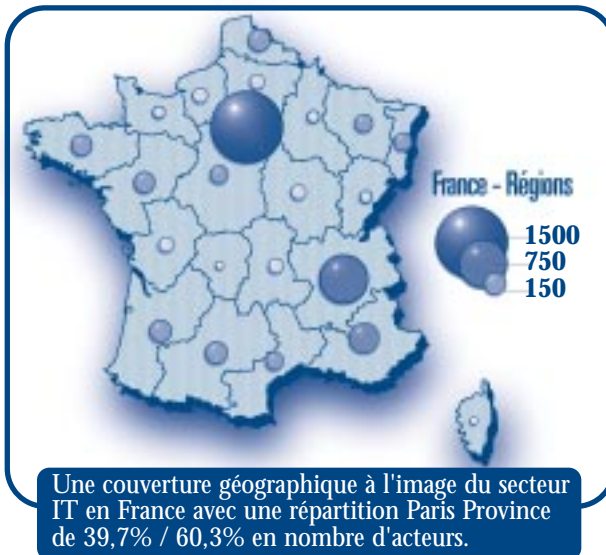 France - Régions
1500
750
150
Une couverture géographique à l'image du secteur
IT en France avec une répartition Paris Province
de 39,7% / 60,3% en nombre d'acteurs.